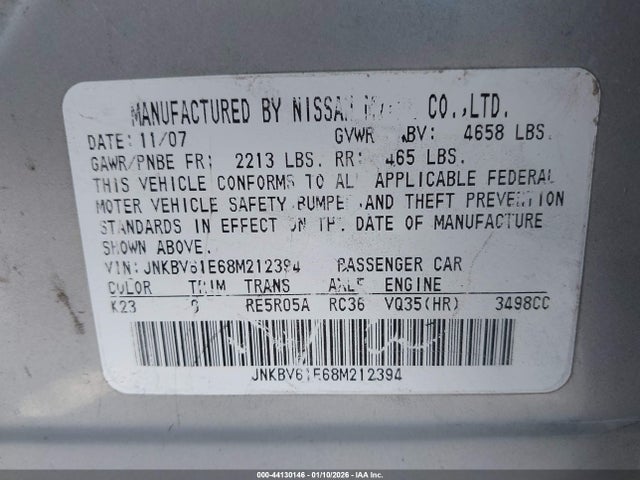 MANUFACTURED BY NISSAN CO.,LTD.
DATE: 11/07 GVWR 4658 LBS.
GAWR/PNBE FR: 2213 LBS. RR: 465 LBS.
THIS VEHICLE CONFORMS TO AL APPLICABLE FEDERAL
MOTER VEHICLE SAFETY, BUMPE AND THEFT PREVENTION
STANDARDS IN EFFECT ON THE DATE OF MANUFACTURE
SHOWN ABOVE.
VIN: JNKBV61E68M212394 PASSENGER CAR
COLOR TRIM TRANS AXLE ENGINE
K23 RE5R05A RC36 VQ35(HR) 3498CC
JNKBV61E68M212394
000-44130146 - 01/10/2026 - IAA Inc.